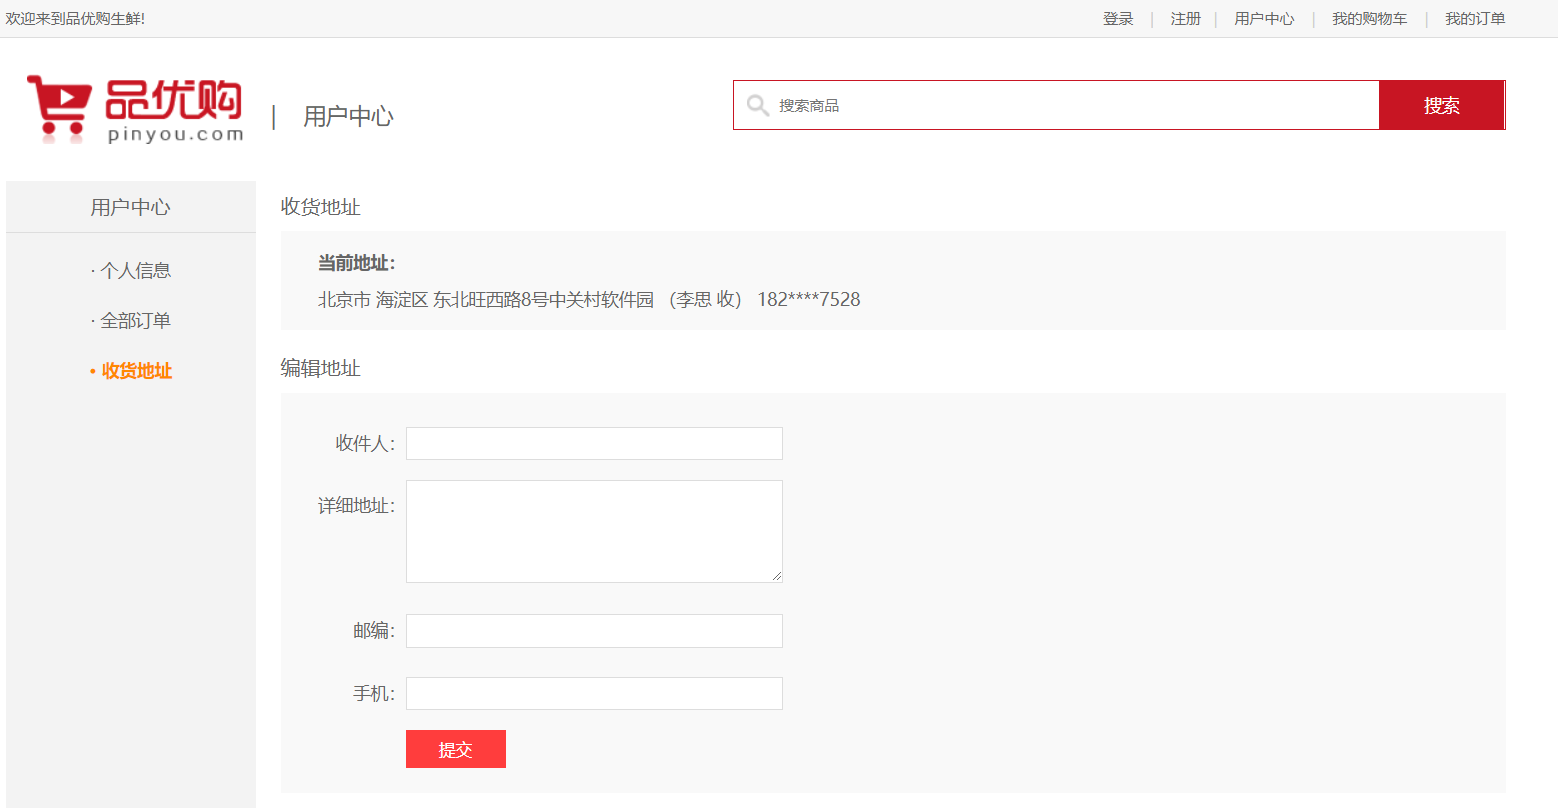 欢迎来到品优购生鲜!
登录 | 注册 | 用户中心 | 我的购物车 | 我的订单
品优购
pinyou.com
| 用户中心
搜索商品
搜索
用户中心
· 个人信息
· 全部订单
• 收货地址
收货地址
当前地址：
北京市 海淀区 东北旺西路8号中关村软件园 （李思 收） 182****7528
编辑地址
收件人：
详细地址：
邮编：
手机：
提交